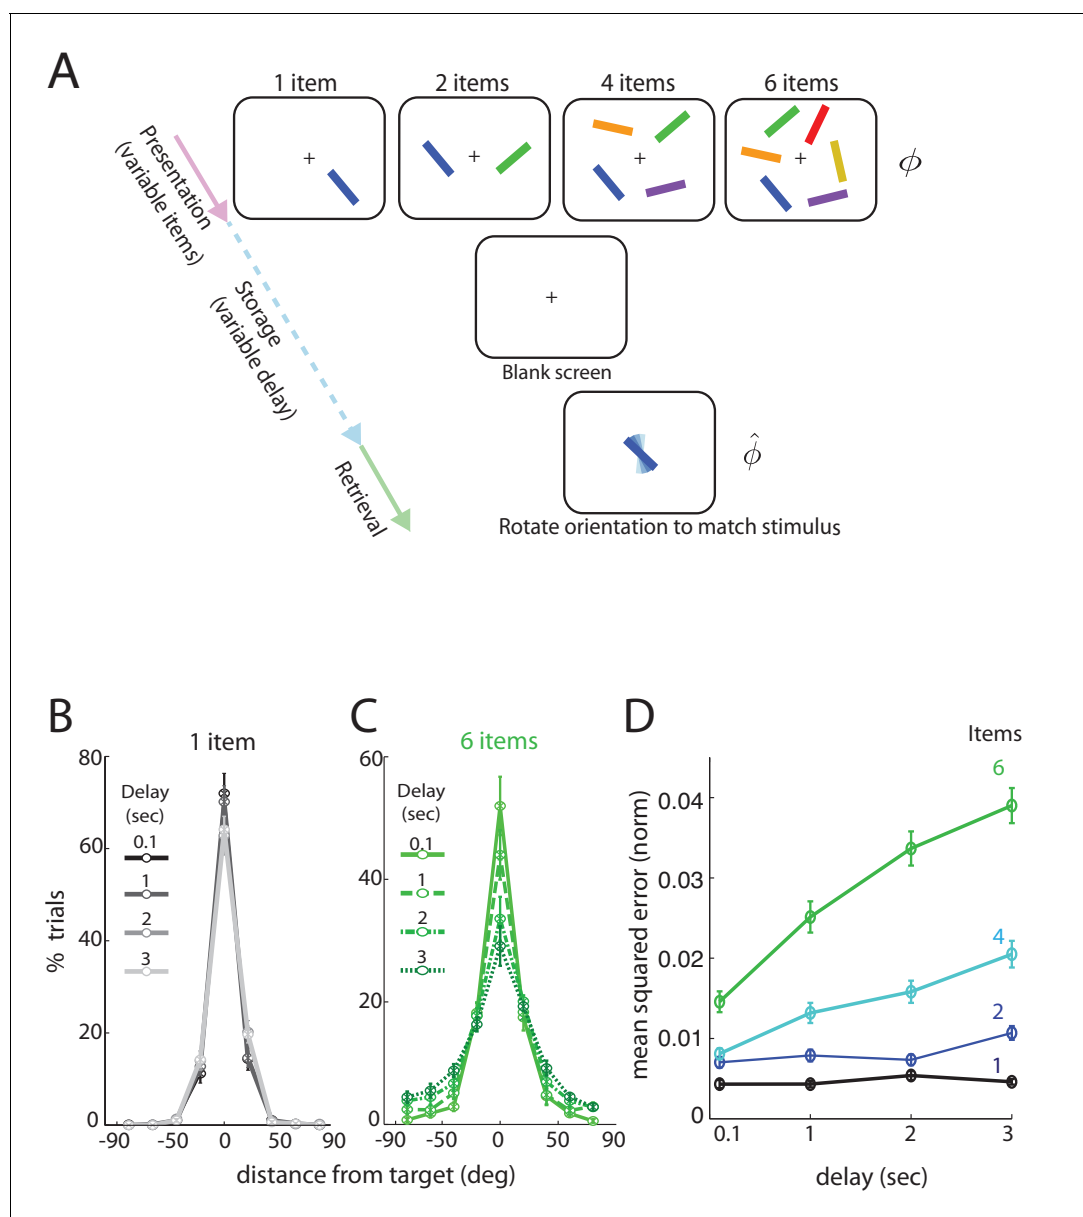 A
1 item
2 items
4 items
6 items
+
+
+
+
ϕ
Presentation
(variable items)
Storage
(variable delay)
Retrieval
+
Blank screen
ϕ̂
Rotate orientation to match stimulus
B
1 item
80
60
40
20
0
% trials
Delay
(sec)
0.1
1
2
3
-90
-50
0
50
90
C
6 items
60
40
20
0
Delay
(sec)
0.1
1
2
3
-90
-50
0
50
90
distance from target (deg)
D
Items
6
4
2
1
0.04
0.03
0.02
0.01
0
mean squared error (norm)
0.1
1
2
3
delay (sec)